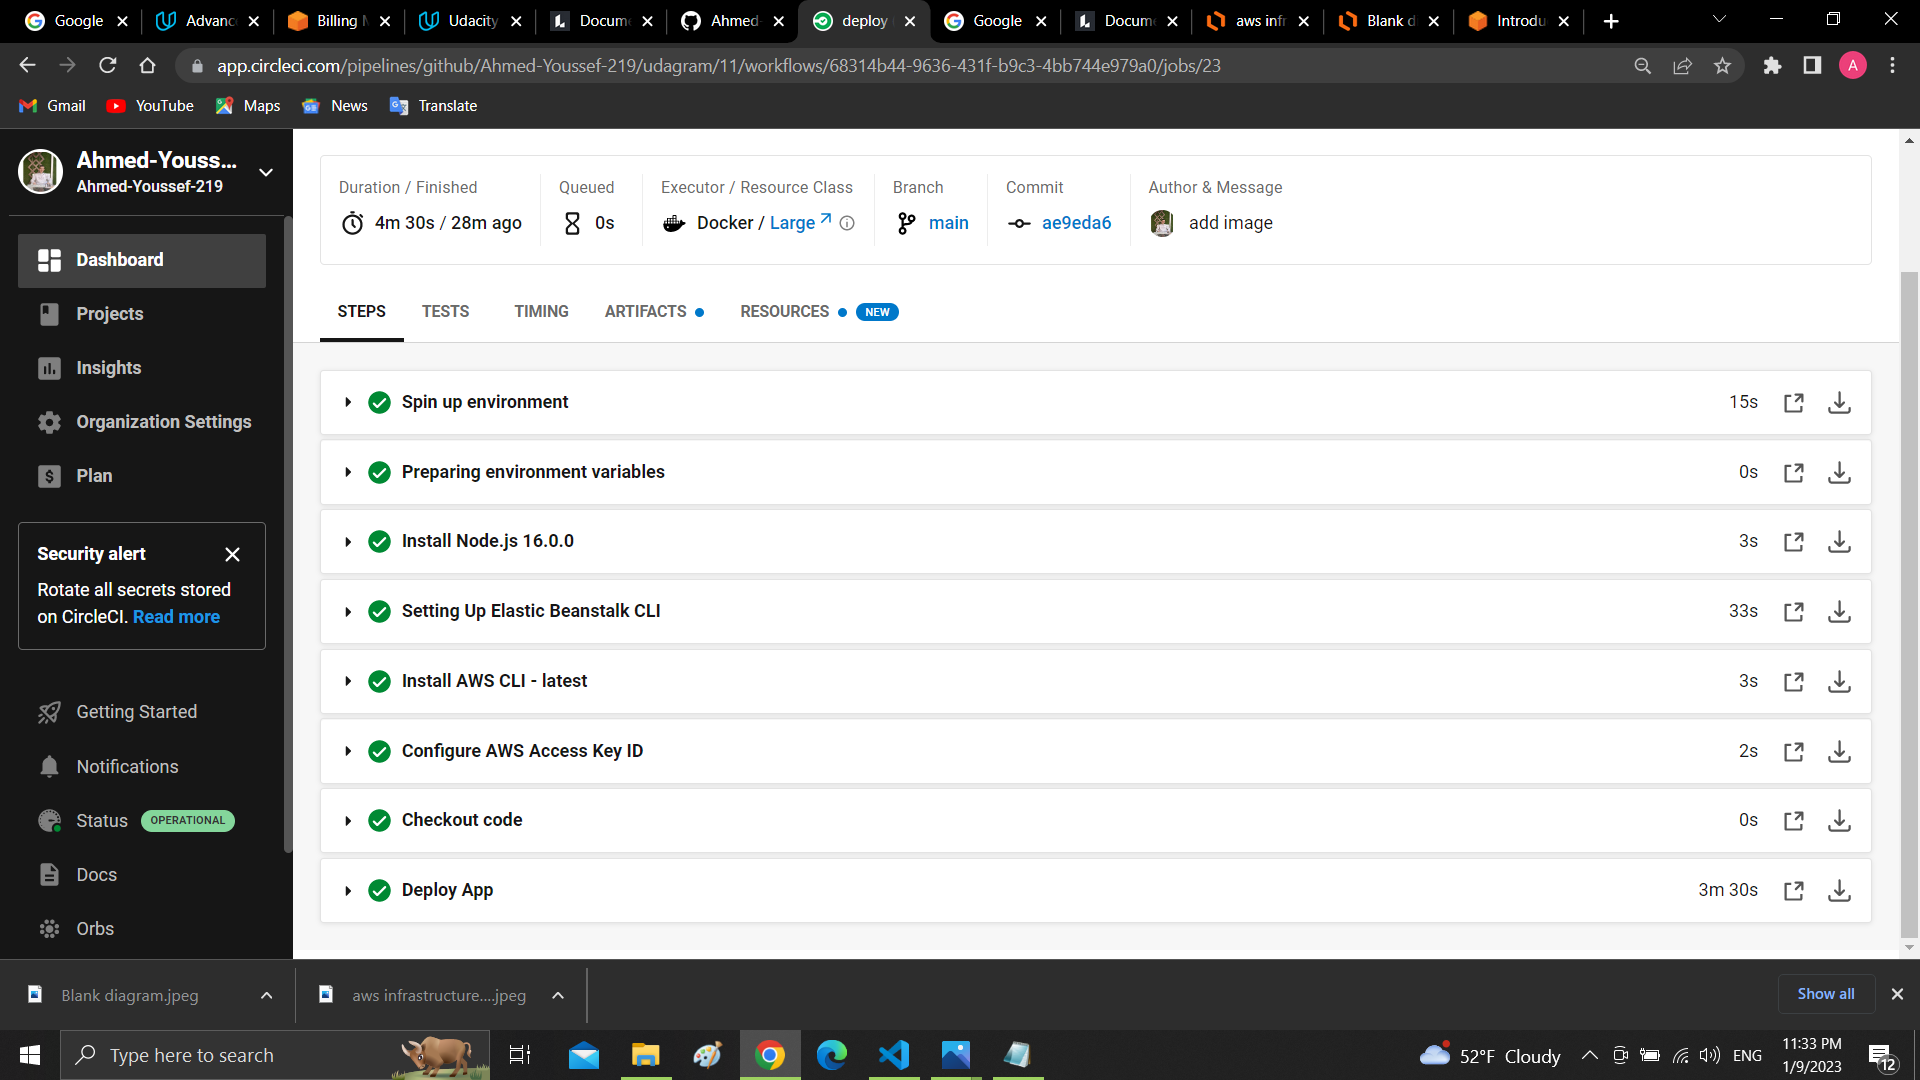 Google
Advanc
Billing M
Udacity
Docume
Ahmed-
deploy (
Google
Docume
aws infr
Blank d
Introdu
app.circleci.com/pipelines/github/Ahmed-Youssef-219/udagram/11/workflows/68314b44-9636-431f-b9c3-4bb744e979a0/jobs/23
A
Gmail
YouTube
Maps
News
Translate
Ahmed-Youss...
Ahmed-Youssef-219
Dashboard
Projects
Insights
Organization Settings
Plan
Security alert
Rotate all secrets stored
on CircleCI. Read more
Getting Started
Notifications
Status OPERATIONAL
Docs
Orbs
Duration / Finished
4m 30s / 28m ago
Queued
0s
Executor / Resource Class
Docker / Large
Branch
main
Commit
ae9eda6
Author & Message
add image
STEPS
TESTS
TIMING
ARTIFACTS
RESOURCES
NEW
Spin up environment 15s
Preparing environment variables 0s
Install Node.js 16.0.0 3s
Setting Up Elastic Beanstalk CLI 33s
Install AWS CLI - latest 3s
Configure AWS Access Key ID 2s
Checkout code 0s
Deploy App 3m 30s
Blank diagram.jpeg
aws infrastructure....jpeg
Show all
Type here to search
52°F Cloudy
ENG
11:33 PM
1/9/2023
12